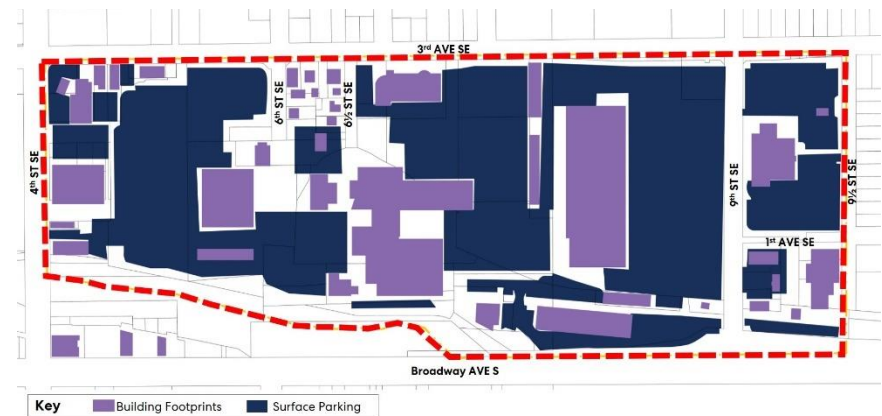 3rd AVE SE
4th ST SE
6th ST SE
6½ ST SE
9th ST SE
9½ ST SE
1st AVE SE
Broadway AVE S
Key
Building Footprints
Surface Parking